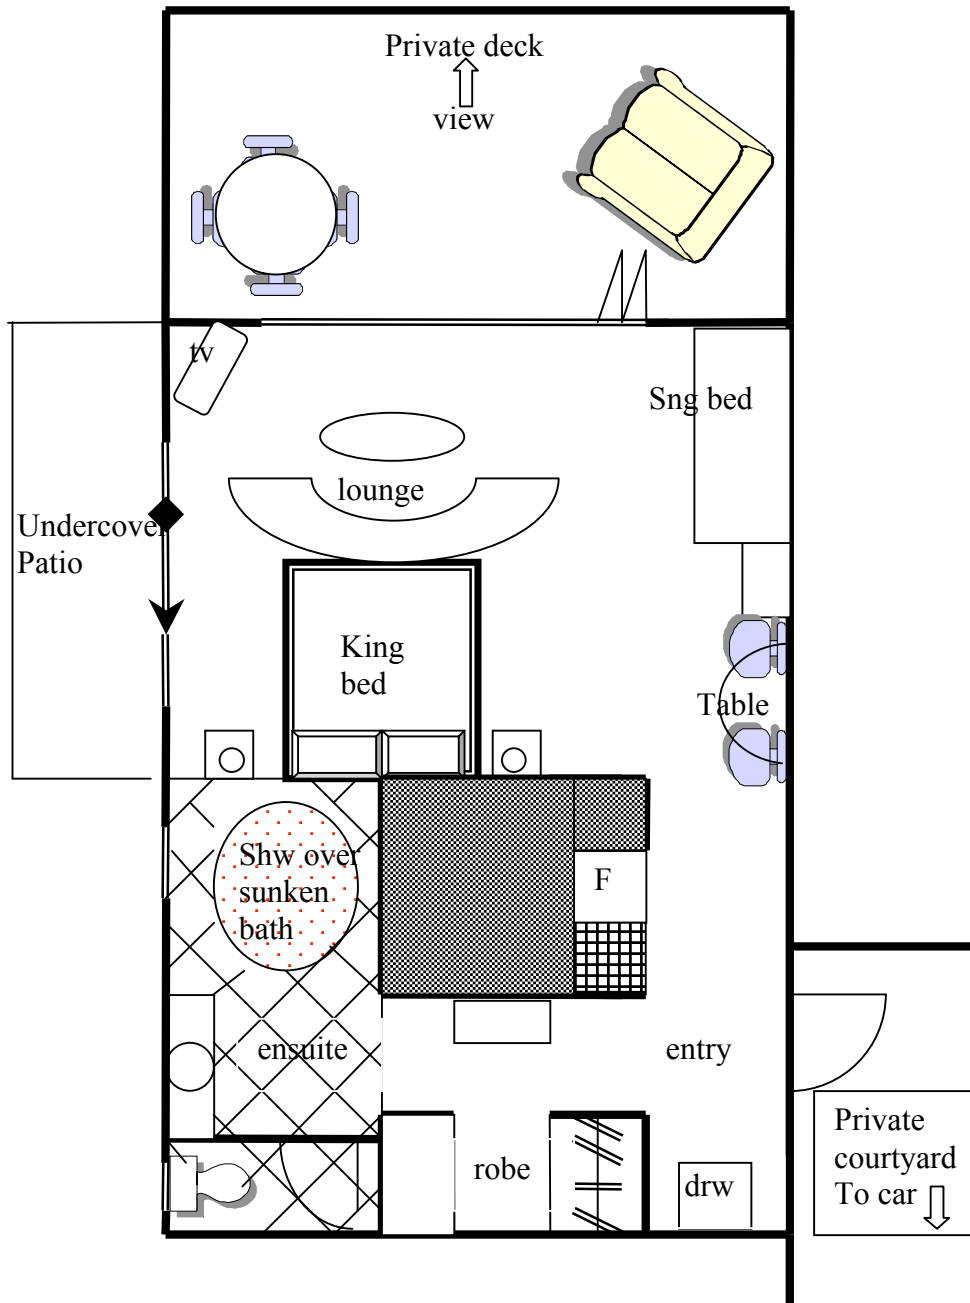 Private deck
view
tv
Sng bed
lounge
Undercover
Patio
King
bed
Table
Shw over
sunken
bath
F
ensuite
entry
Private
courtyard
To car
robe
drw